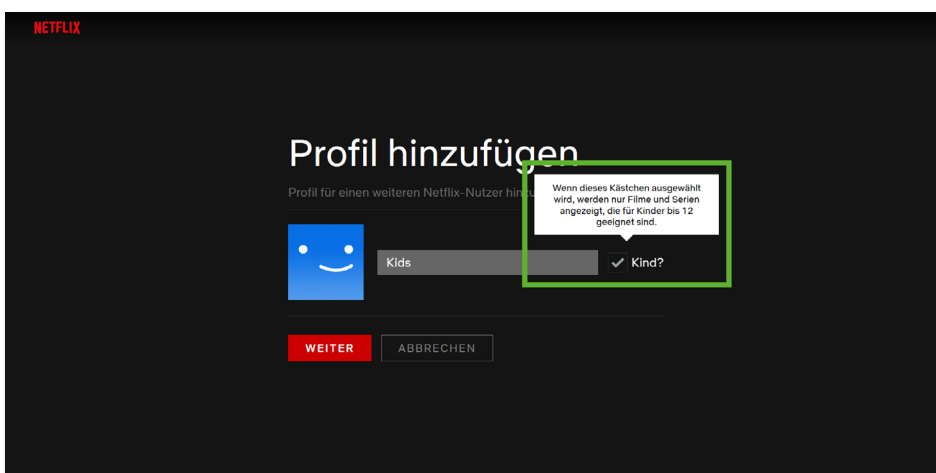 NETFLIX
Profil hinzufügen
Profil für einen weiteren Netflix-Nutzer
Wenn dieses Kästchen ausgewählt
wird, werden nur Filme und Serien
angezeigt, die für Kinder bis 12
geeignet sind.
Kids
Kind?
WEITER
ABBRECHEN